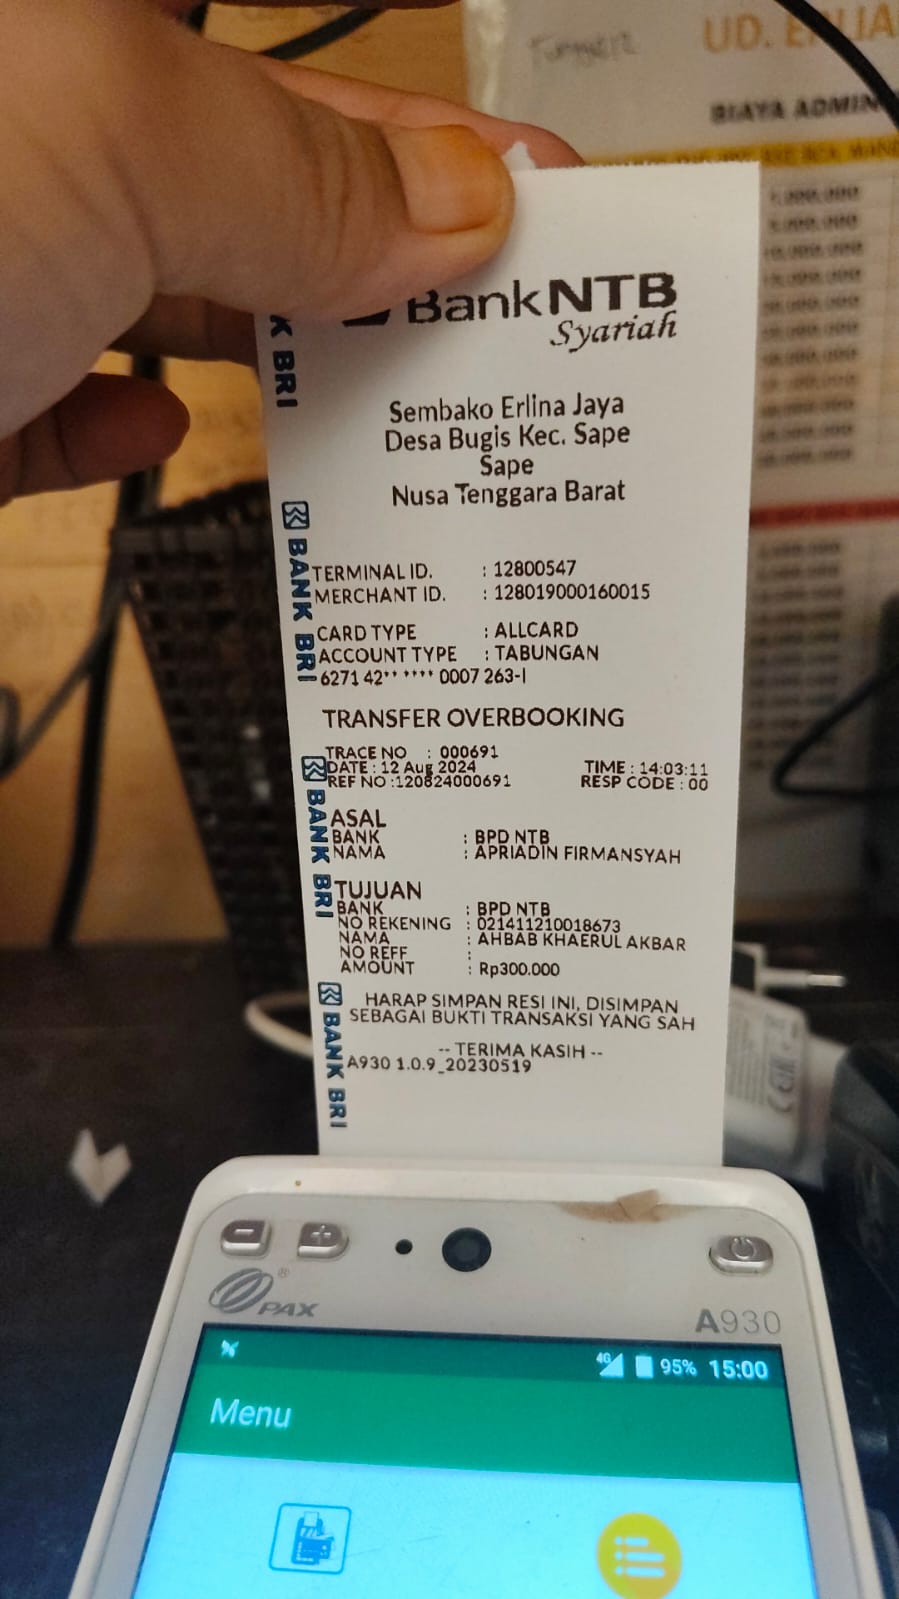 Bank NTB
Syariah
Sembako Erlina Jaya
Desa Bugis Kec. Sape
Sape
Nusa Tenggara Barat
TERMINAL ID. : 12800547
MERCHANT ID. : 128019000160015
CARD TYPE : ALLCARD
ACCOUNT TYPE : TABUNGAN
6271 42** **** 0007 263-I
TRANSFER OVERBOOKING
TRACE NO : 000691
DATE : 12 Aug 2024 TIME : 14:03:11
REF NO :120824000691 RESP CODE : 00
ASAL
BANK : BPD NTB
NAMA : APRIADIN FIRMANSYAH
TUJUAN
BANK : BPD NTB
NO REKENING : 021411210018673
NAMA : AHBAB KHAERUL AKBAR
NO REFF :
AMOUNT : Rp300.000
HARAP SIMPAN RESI INI, DISIMPAN
SEBAGAI BUKTI TRANSAKSI YANG SAH
-- TERIMA KASIH --
A930 1.0.9_20230519
K BRI
BANK BRI
BANK BRI
BANK BRI
UD.
BIAYA ADMIN
PAX
A930
4G 95% 15:00
Menu